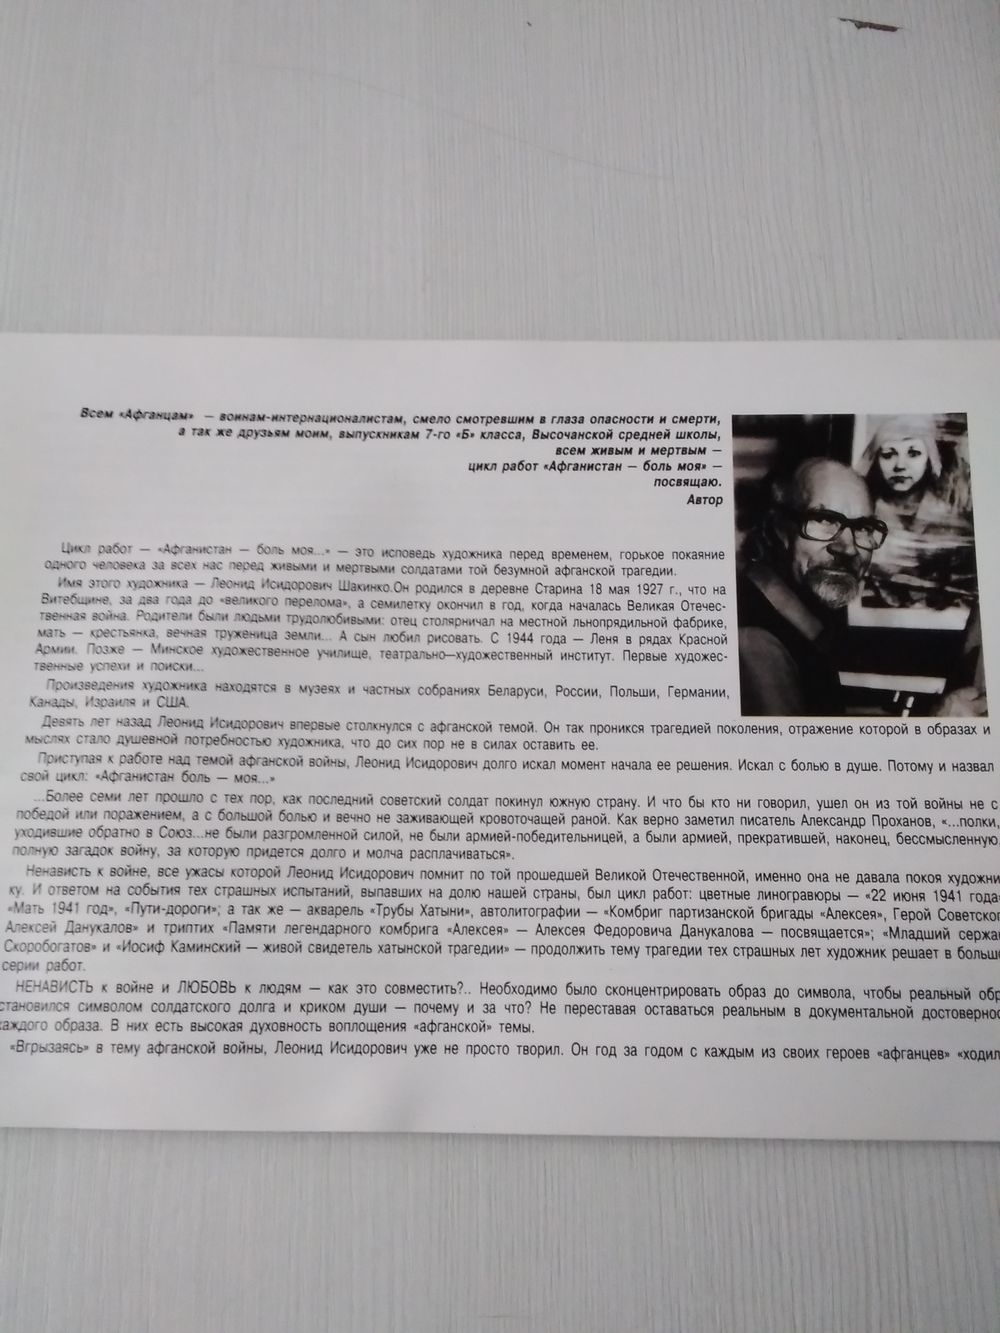 Всем «Афганцам» — воинам-интернационалистам, смело смотревшим в глаза опасности и смерти,
а так же друзьям моим, выпускникам 7-го «Б» класса, Высочанской средней школы,
всем живым и мертвым —
цикл работ «Афганистан — боль моя» —
посвящаю.
Автор
Цикл работ — «Афганистан — боль моя...» — это исповедь художника перед временем, горькое покаяние
одного человека за всех нас перед живыми и мертвыми солдатами той безумной афганской трагедии.
Имя этого художника — Леонид Исидорович Шакинко.Он родился в деревне Старина 18 мая 1927 г., что на
Витебщине, за два года до «великого перелома», а семилетку окончил в год, когда началась Великая Отечес-
твенная война. Родители были людьми трудолюбивыми: отец столярничал на местной льнопрядильной фабрике,
мать — крестьянка, вечная труженица земли... А сын любил рисовать. С 1944 года — Леня в рядах Красной
Армии. Позже — Минское художественное училище, театрально—художественный институт. Первые художес-
твенные успехи и поиски...
Произведения художника находятся в музеях и частных собраниях Беларуси, России, Польши, Германии,
Канады, Израиля и США.
Девять лет назад Леонид Исидорович впервые столкнулся с афганской темой. Он так проникся трагедией поколения, отражение которой в образах и
мыслях стало душевной потребностью художника, что до сих пор не в силах оставить ее.
Приступая к работе над темой афганской войны, Леонид Исидорович долго искал момент начала ее решения. Искал с болью в душе. Потому и назвал
свой цикл: «Афганистан боль — моя...»
...Более семи лет прошло с тех пор, как последний советский солдат покинул южную страну. И что бы кто ни говорил, ушел он из той войны не с
победой или поражением, а с большой болью и вечно не заживающей кровоточащей раной. Как верно заметил писатель Александр Проханов, «...полки,
уходившие обратно в Союз...не были разгромленной силой, не были армией-победительницей, а были армией, прекратившей, наконец, бессмысленную,
полную загадок войну, за которую придется долго и молча расплачиваться».
Ненависть к войне, все ужасы которой Леонид Исидорович помнит по той прошедшей Великой Отечественной, именно она не давала покоя художни
ку. И ответом на события тех страшных испытаний, выпавших на долю нашей страны, был цикл работ: цветные линогравюры — «22 июня 1941 года»
«Мать 1941 год», «Пути-дороги»; а так же — акварель «Трубы Хатыни», автолитографии — «Комбриг партизанской бригады «Алексея», Герой Советског
Алексей Данукалов» и триптих «Памяти легендарного комбрига «Алексея» — Алексея Федоровича Данукалова — посвящается»; «Младший сержан
Скоробогатов» и «Иосиф Каминский — живой свидетель хатынской трагедии» — продолжить тему трагедии тех страшных лет художник решает в большо
серии работ.
НЕНАВИСТЬ к войне и ЛЮБОВЬ к людям — как это совместить?.. Необходимо было сконцентрировать образ до символа, чтобы реальный обр
становился символом солдатского долга и криком души — почему и за что? Не переставая оставаться реальным в документальной достовернос
каждого образа. В них есть высокая духовность воплощения «афганской» темы.
«Вгрызаясь» в тему афганской войны, Леонид Исидорович уже не просто творил. Он год за годом с каждым из своих героев «афганцев» «ходил